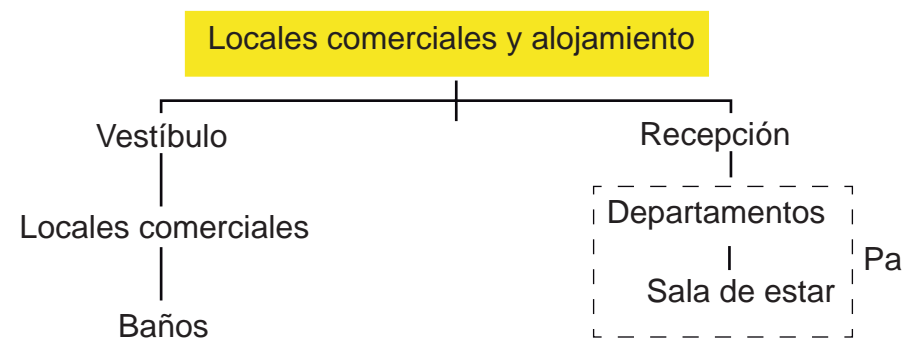 Locales comerciales y alojamiento
Vestíbulo
Recepción
Locales comerciales
Departamentos
Pa
Sala de estar
Baños